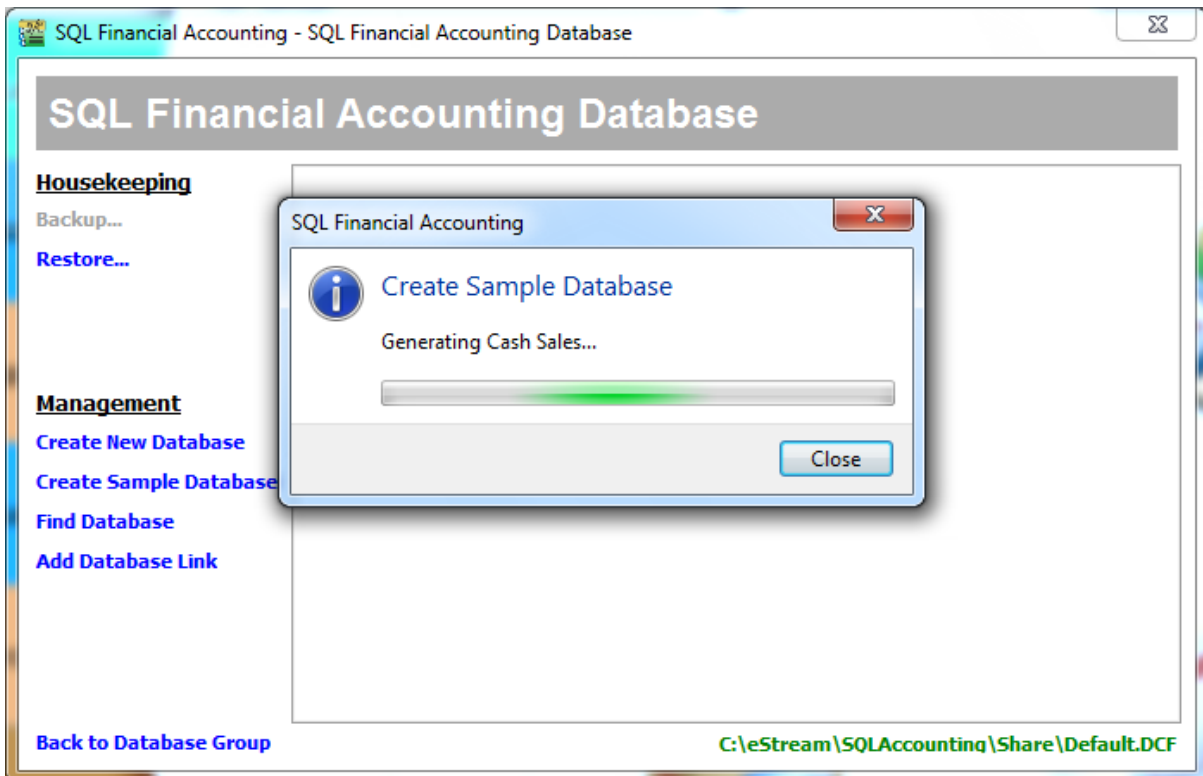 SQL Financial Accounting - SQL Financial Accounting Database
SQL Financial Accounting Database
Housekeeping
Backup...
Restore...
SQL Financial Accounting
Create Sample Database
Generating Cash Sales...
Close
Management
Create New Database
Create Sample Database
Find Database
Add Database Link
Back to Database Group
C:\eStream\SQLAccounting\Share\Default.DCF